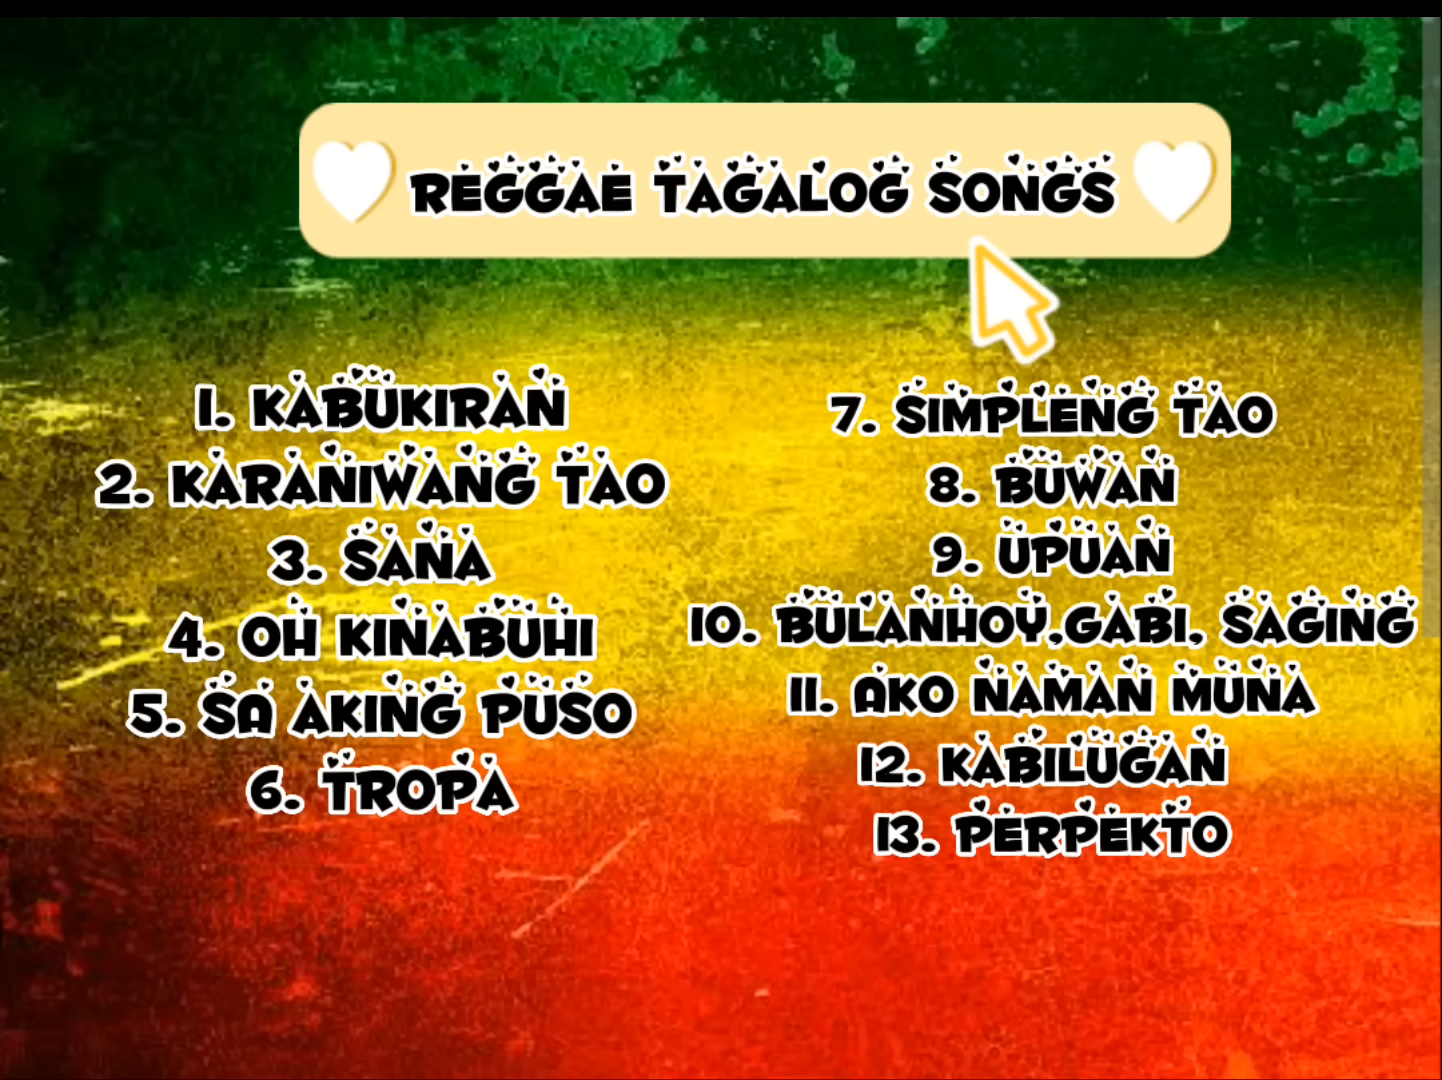 REGGAE TAGALOG SONGS
1. KABUKIRAN
2. KARANIWANG TAO
3. SANA
4. OH KINABUHI
5. SA AKING PUSO
6. TROPA
7. SIMPLENG TAO
8. BUWAN
9. UPUAN
10. BULANHOY,GABI, SAGING
11. AKO NAMAN MUNA
12. KABILUGAN
13. PERPEKTO